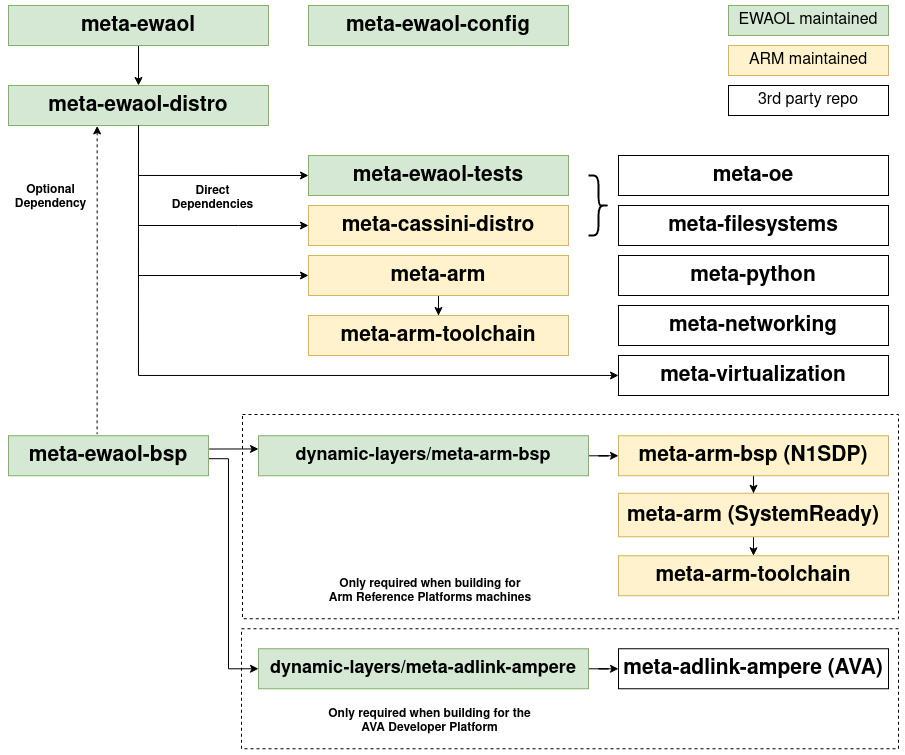 meta-ewaol
meta-ewaol-config
EWAOL maintained
ARM maintained
3rd party repo
meta-ewaol-distro
Optional
Dependency
Direct
Dependencies
meta-ewaol-tests
meta-cassini-distro
meta-arm
meta-arm-toolchain
meta-oe
meta-filesystems
meta-python
meta-networking
meta-virtualization
meta-ewaol-bsp
dynamic-layers/meta-arm-bsp
meta-arm-bsp (N1SDP)
meta-arm (SystemReady)
meta-arm-toolchain
Only required when building for
Arm Reference Platforms machines
dynamic-layers/meta-adlink-ampere
meta-adlink-ampere (AVA)
Only required when building for the
AVA Developer Platform